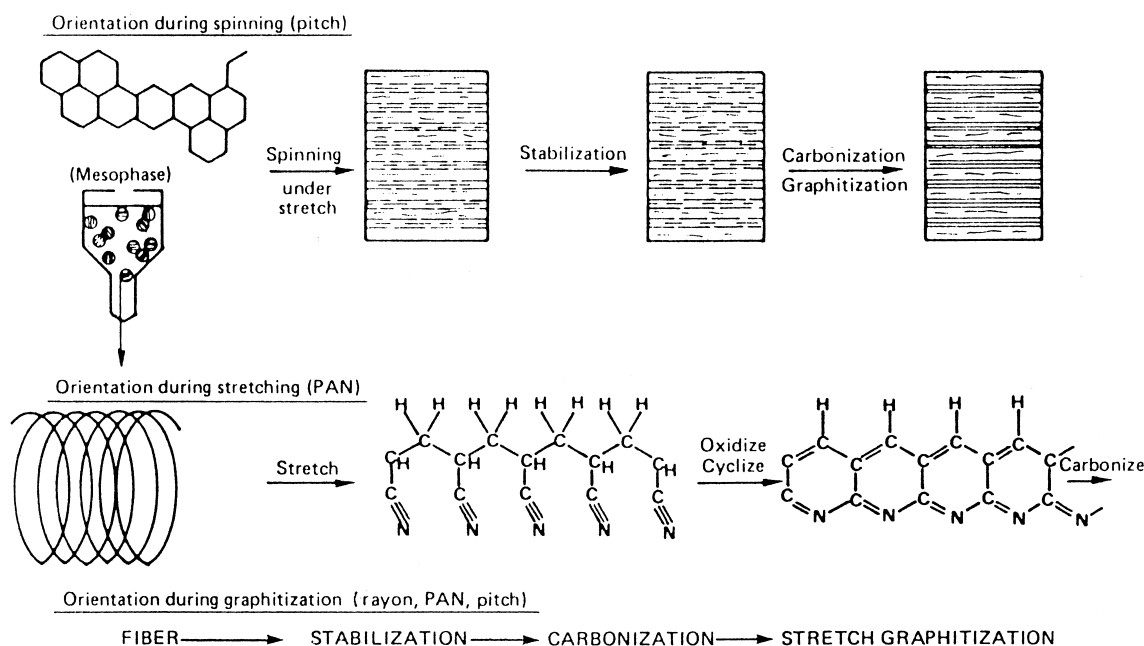 Orientation during spinning (pitch)
(Mesophase)
Spinning
under
stretch
Stabilization
Carbonization
Graphitization
Orientation during stretching (PAN)
Stretch
H H H H H H H H
C C C C
CH CH CH CH CH
C C C C C
N N N N N
Oxidize
Cyclize
H H H H
C C C C
C C C C C
C C C C C
N N N N N
Carbonize
Orientation during graphitization (rayon, PAN, pitch)
FIBER STABILIZATION CARBONIZATION STRETCH GRAPHITIZATION